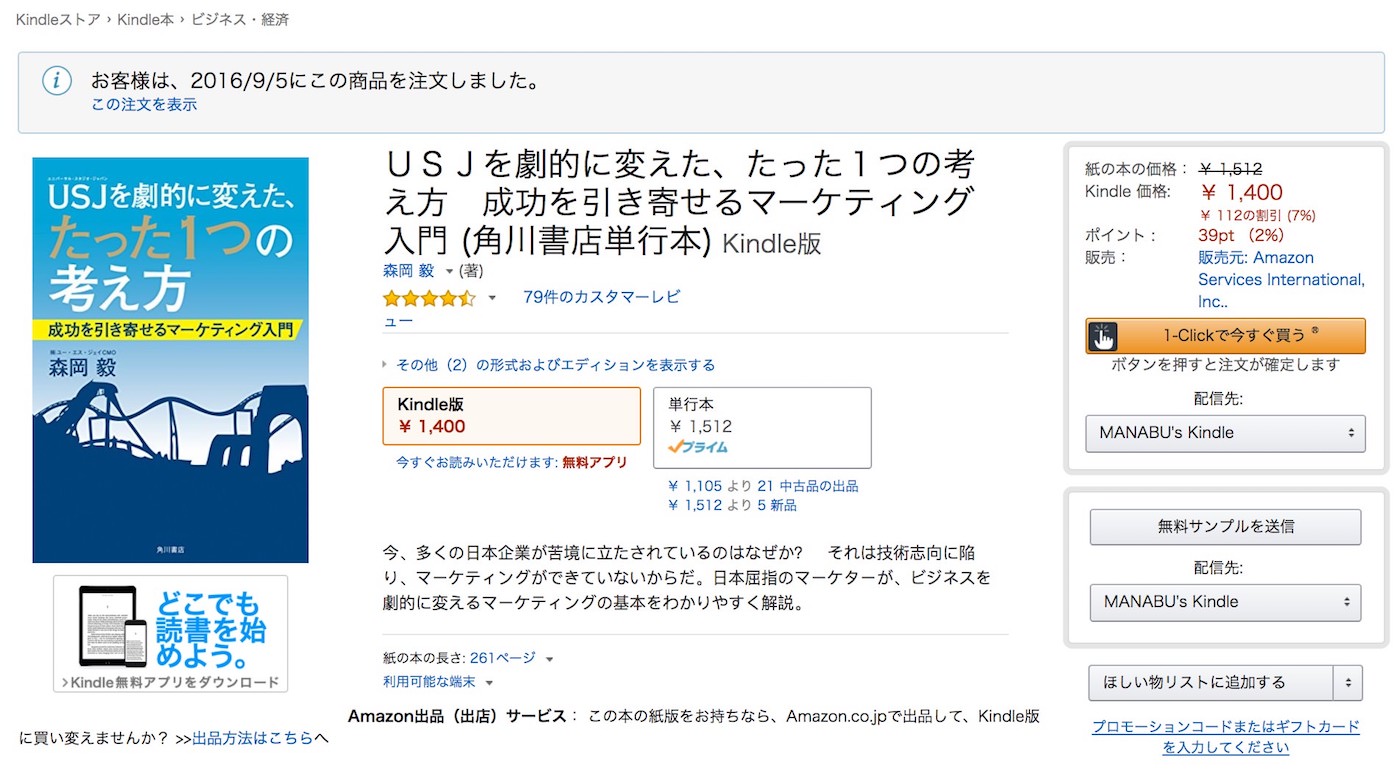 Kindleストア › Kindle本 › ビジネス・経済
お客様は、2016/9/5にこの商品を注文しました。
この注文を表示
ユニバーサル・スタジオ・ジャパン
USJを劇的に変えた、
たった1つの
考え方
成功を引き寄せるマーケティング入門
㈱ユー・エス・ジェイCMO
森岡 毅
角川書店
どこでも
読書を始
めよう。
›Kindle無料アプリをダウンロード
ＵＳＪを劇的に変えた、たった１つの考
え方　成功を引き寄せるマーケティング
入門 (角川書店単行本) Kindle版
森岡 毅 (著)
79件のカスタマーレビ
ュー
その他（2）の形式およびエディションを表示する
Kindle版
￥ 1,400
今すぐお読みいただけます: 無料アプリ
単行本
￥ 1,512
プライム
￥ 1,105 より 21 中古品の出品
￥ 1,512 より 5 新品
今、多くの日本企業が苦境に立たされているのはなぜか?　それは技術志向に陥
り、マーケティングができていないからだ。日本屈指のマーケターが、ビジネスを
劇的に変えるマーケティングの基本をわかりやすく解説。
紙の本の長さ: 261ページ
利用可能な端末
Amazon出品（出店）サービス： この本の紙版をお持ちなら、Amazon.co.jpで出品して、Kindle版
に買い変えませんか？ >>出品方法はこちらへ
紙の本の価格： ￥ 1,512
Kindle 価格: ￥ 1,400
￥ 112の割引 (7%)
ポイント： 39pt (2%)
販売： 販売元: Amazon
Services International,
Inc..
1-Clickで今すぐ買う ®
ボタンを押すと注文が確定します
配信先:
MANABU's Kindle
無料サンプルを送信
配信先:
MANABU's Kindle
ほしい物リストに追加する
プロモーションコードまたはギフトカード
を入力してください